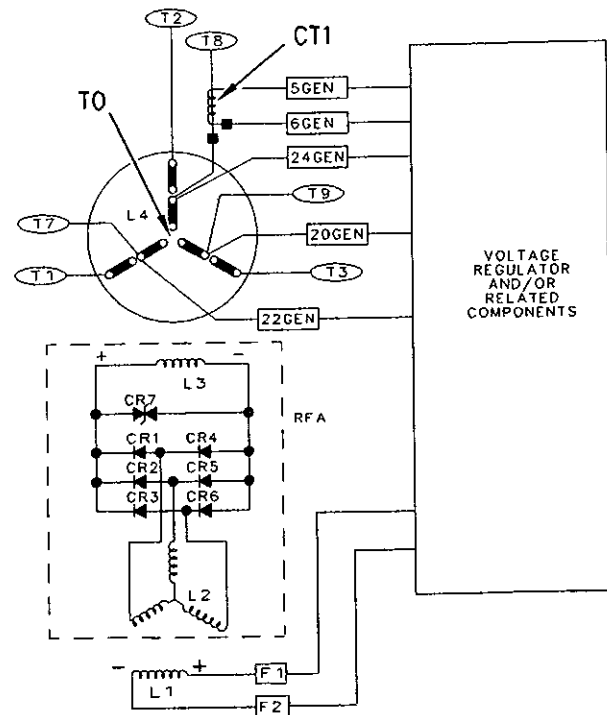 T2
T8
CT1
5GEN
6GEN
TO
24GEN
T9
L4
T7
20GEN
T1
T3
22GEN
VOLTAGE
REGULATOR
AND/OR
RELATED
COMPONENTS
+ -
L3
CR7
RFA
CR1 CR4
CR2 CR5
CR3 CR6
L2
- +
L1
F1
F2